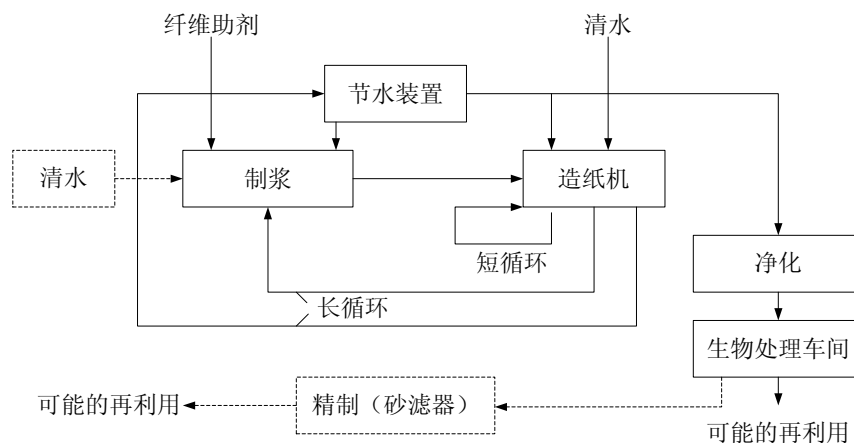 纤维助剂
清水
节水装置
清水
制浆
造纸机
短循环
净化
长循环
生物处理车间
可能的再利用
精制（砂滤器）
可能的再利用